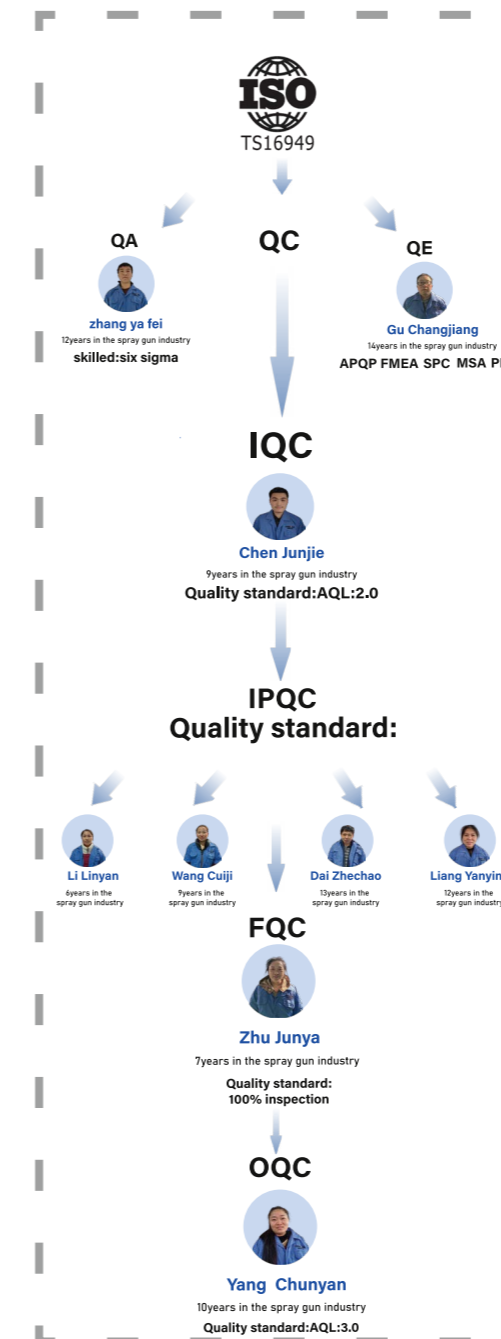 ISO
TS16949
QA
QC
QE
zhang ya fei
12years in the spray gun industry
skilled:six sigma
Gu Changjiang
14years in the spray gun industry
APQP FMEA SPC MSA
IQC
Chen Junjie
9years in the spray gun industry
Quality standard:AQL:2.0
IPQC
Quality standard:
Li Linyan
6years in the
spray gun industry
Wang Cuiji
9years in the
spray gun industry
Dai Zhechao
13years in the
spray gun industry
Liang Yanyin
12years in the
spray gun industry
FQC
Zhu Junya
7years in the spray gun industry
Quality standard:
100% inspection
OQC
Yang Chunyan
10years in the spray gun industry
Quality standard:AQL:3.0